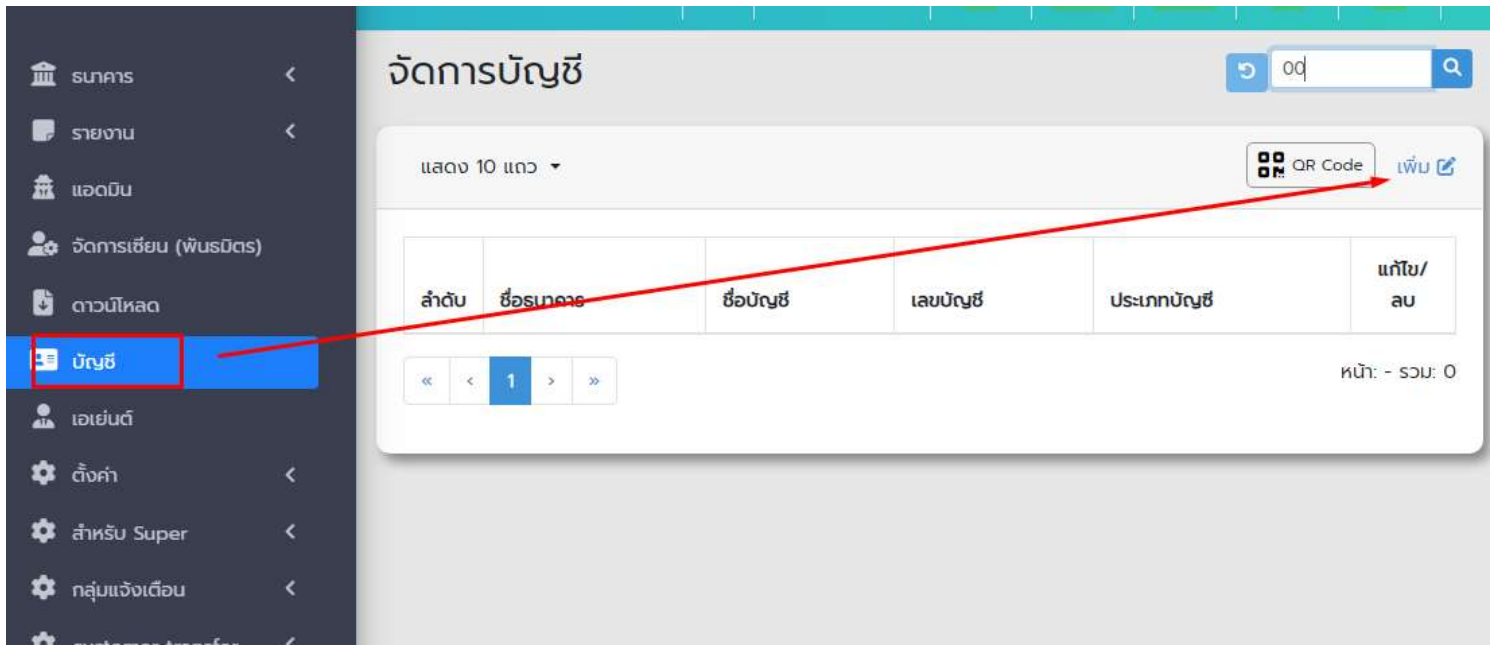 ธนาคาร
รายงาน
แอดมิน
จัดการเซียน (พันธมิตร)
ดาวน์โหลด
บัญชี
เอเย่นต์
ตั้งค่า
สำหรับ Super
กลุ่มแจ้งเตือน
customer transfer
จัดการบัญชี
00
แสดง 10 แถว
QR Code
เพิ่ม
ลำดับ ชื่อธนาคาร ชื่อบัญชี เลขบัญชี ประเภทบัญชี แก้ไข/
ลบ
« ‹ 1 › »
หน้า: - รวม: 0